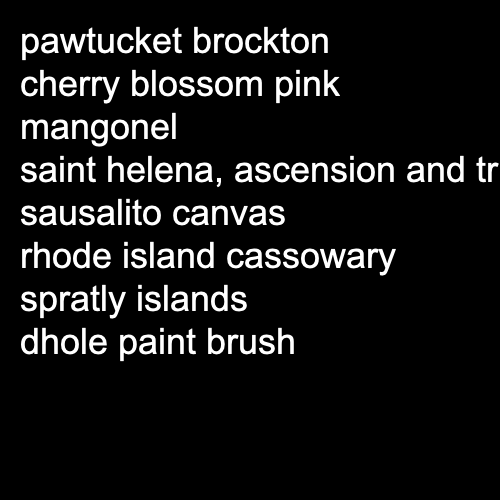 pawtucket brockton
cherry blossom pink
mangonel
saint helena, ascension and tr
sausalito canvas
rhode island cassowary
spratly islands
dhole paint brush